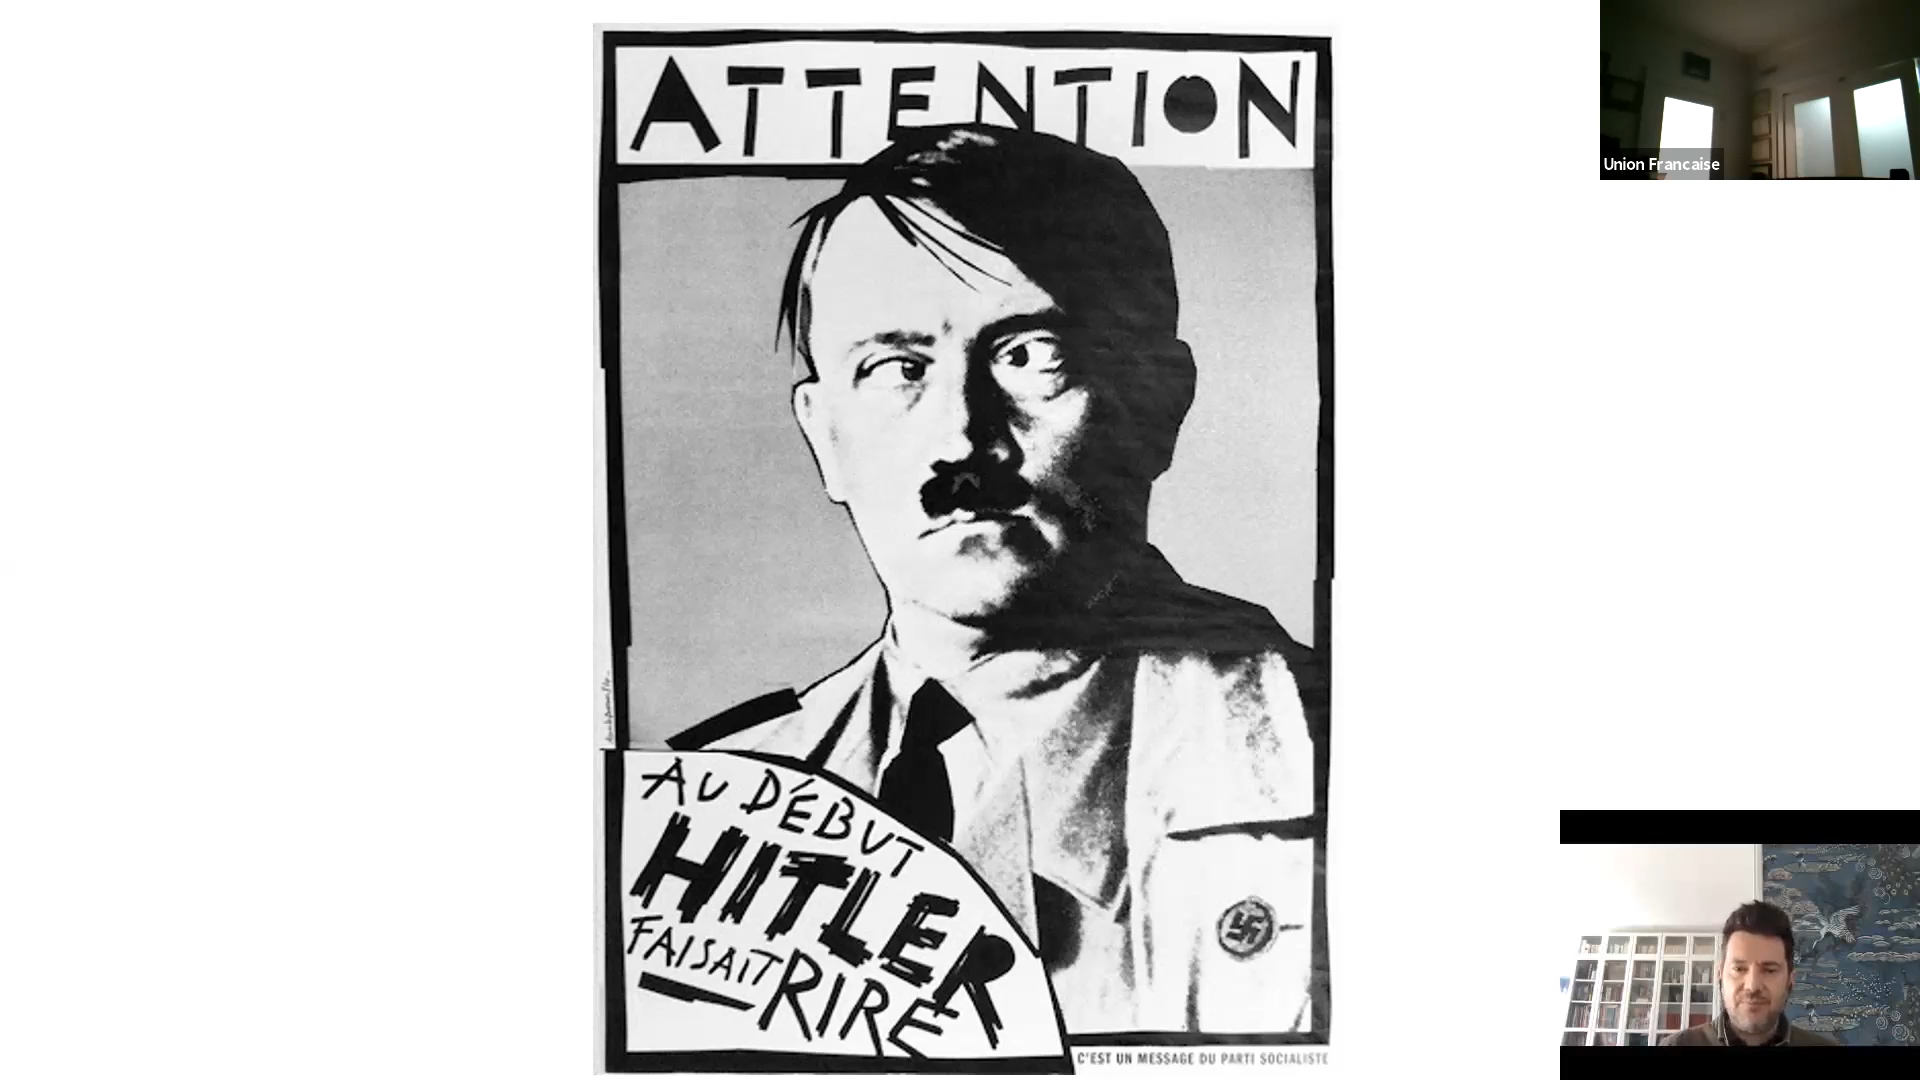 ATTENTION
Union Francaise
AU DÉBUT
HITLER
FAISAIT RIRE
C'EST UN MESSAGE DU PARTI SOCIALISTE